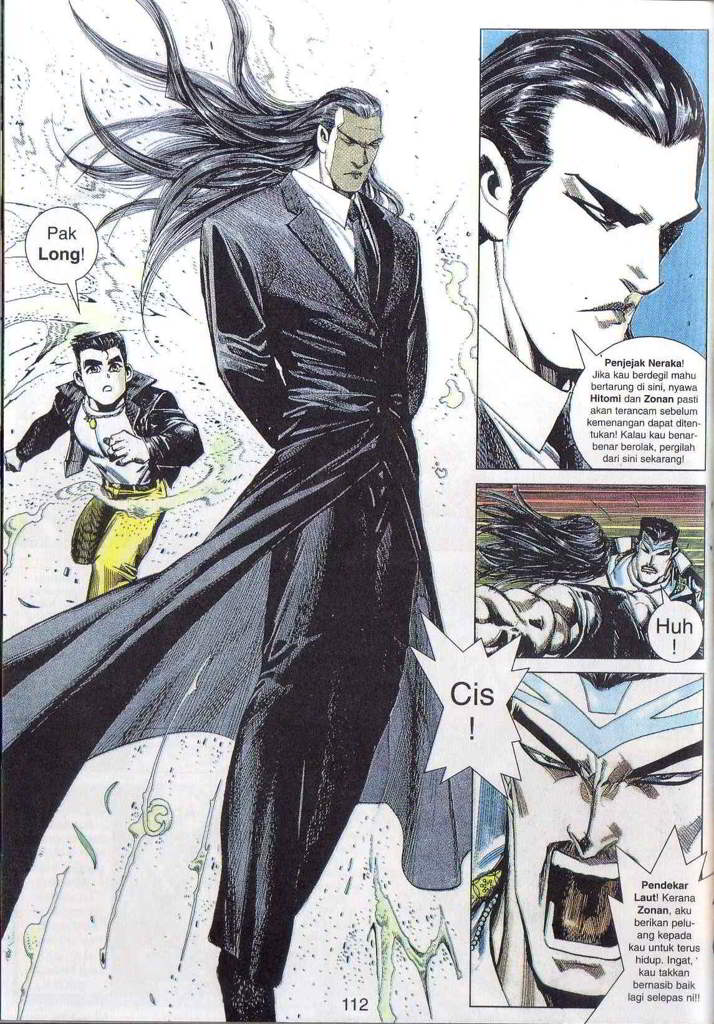 Pak
Long!
Penjejak Neraka!
Jika kau berdegil mahu
bertarung di sini, nyawa
Hitomi dan Zonan pasti
akan terancam sebelum
kemenangan dapat diten-
tukan! Kalau kau benar-
benar berolak, pergilah
dari sini sekarang!
Huh
!
Cis
!
Pendekar
Laut! Kerana
Zonan, aku
berikan pelu-
ang kepada
kau untuk terus
hidup. Ingat,
kau takkan
bernasib baik
lagi selepas ni!!
112